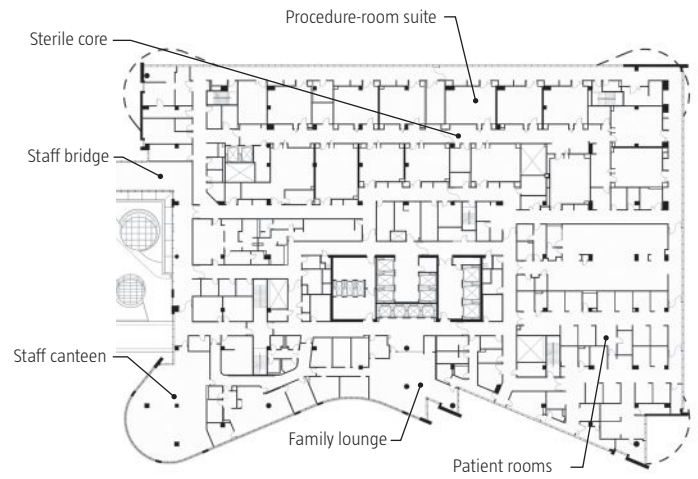 Procedure-room suite
Sterile core
Staff bridge
Staff canteen
Family lounge
Patient rooms